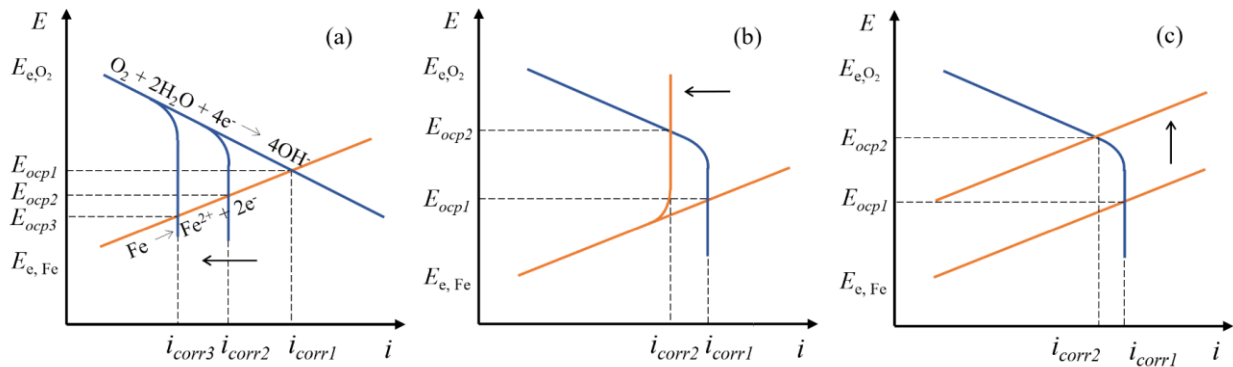 E
(a)
E_e,O₂
O₂ + 2H₂O + 4e⁻ → 4OH⁻
E_ocp1
E_ocp2
E_ocp3
Fe → Fe²⁺ + 2e⁻
E_e, Fe
i_corr3
i_corr2
i_corr1
i
E
(b)
E_e,O₂
E_ocp2
E_ocp1
E_e, Fe
i_corr2
i_corr1
i
E
(c)
E_e,O₂
E_ocp2
E_ocp1
E_e, Fe
i_corr2
i_corr1
i